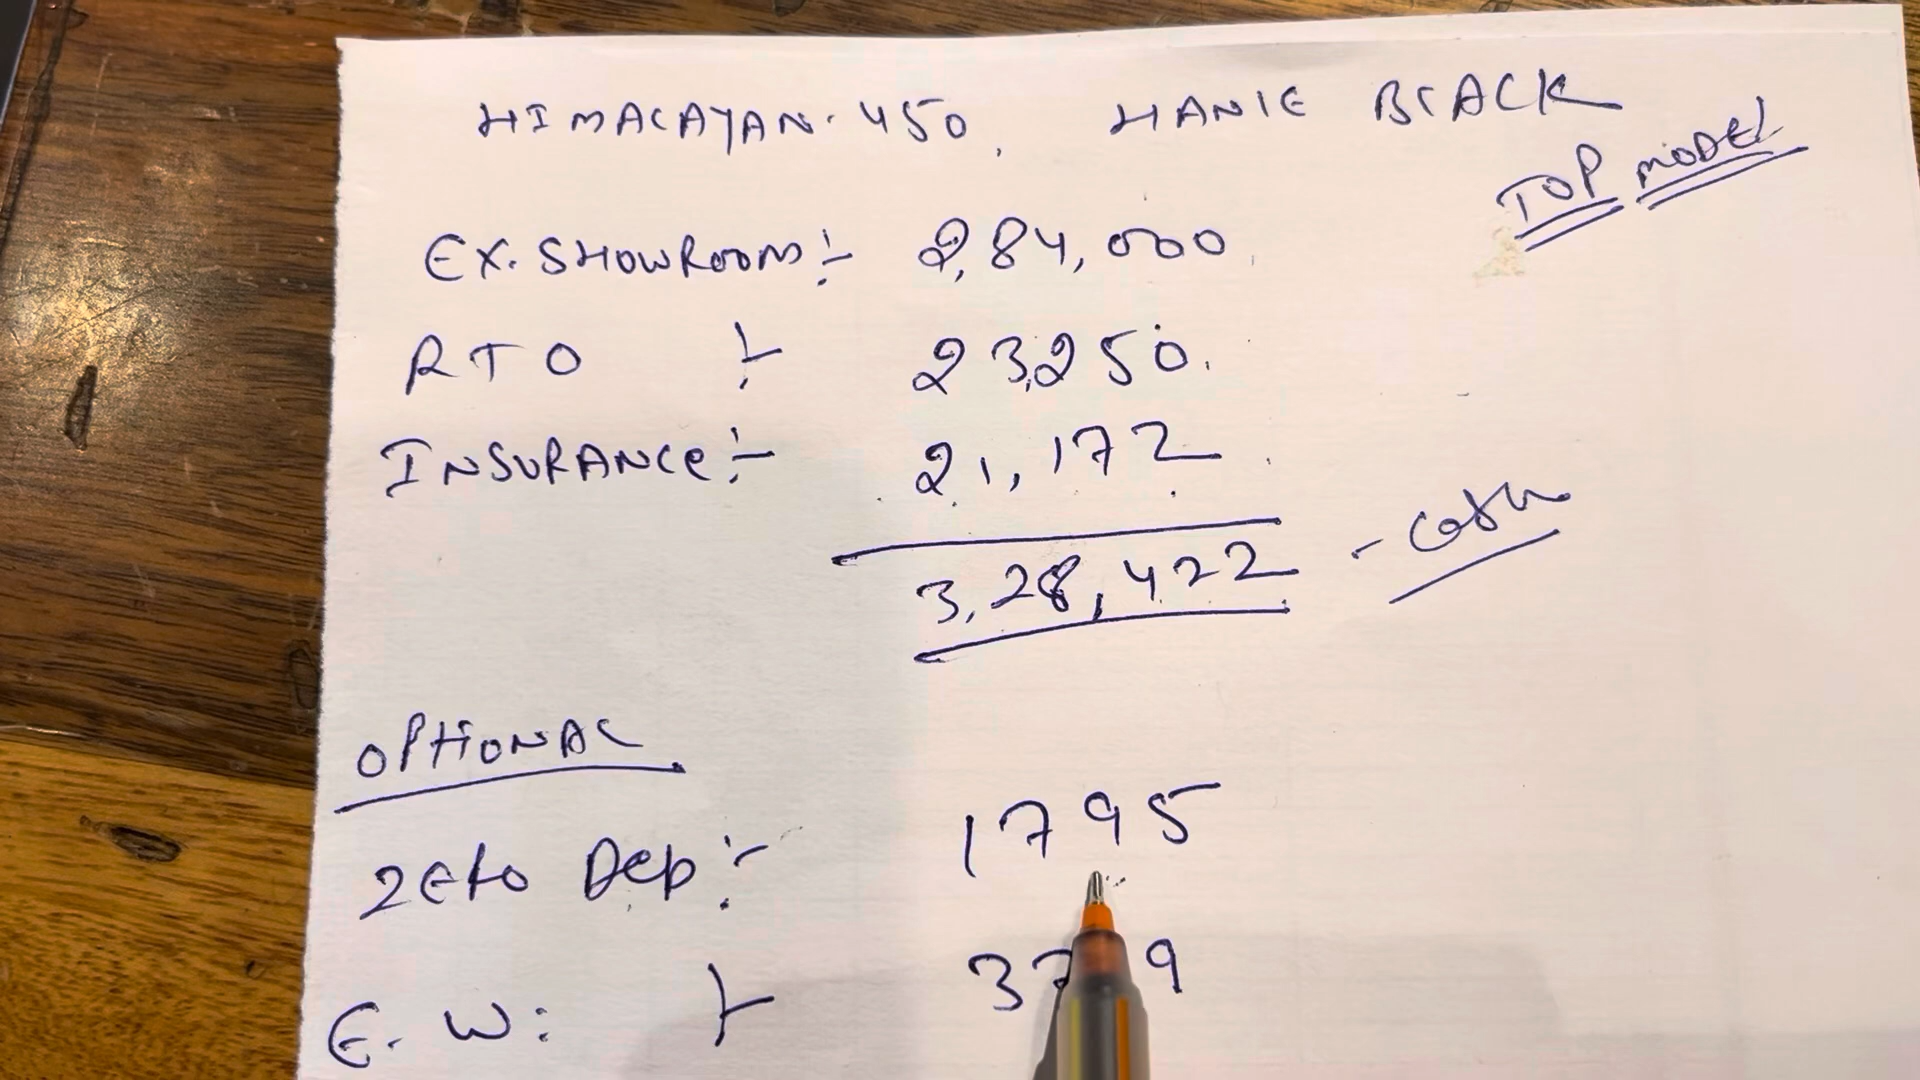 HIMALAYAN. 450, HANLE BLACK
TOP MODEL
EX. SHOWROOM :- 2,84,000
RTO :- 23,250.
INSURANCE :- 21,172
3,28,422 - Cash
OPTIONAL
Zero Dep :- 1795
E. W: :-